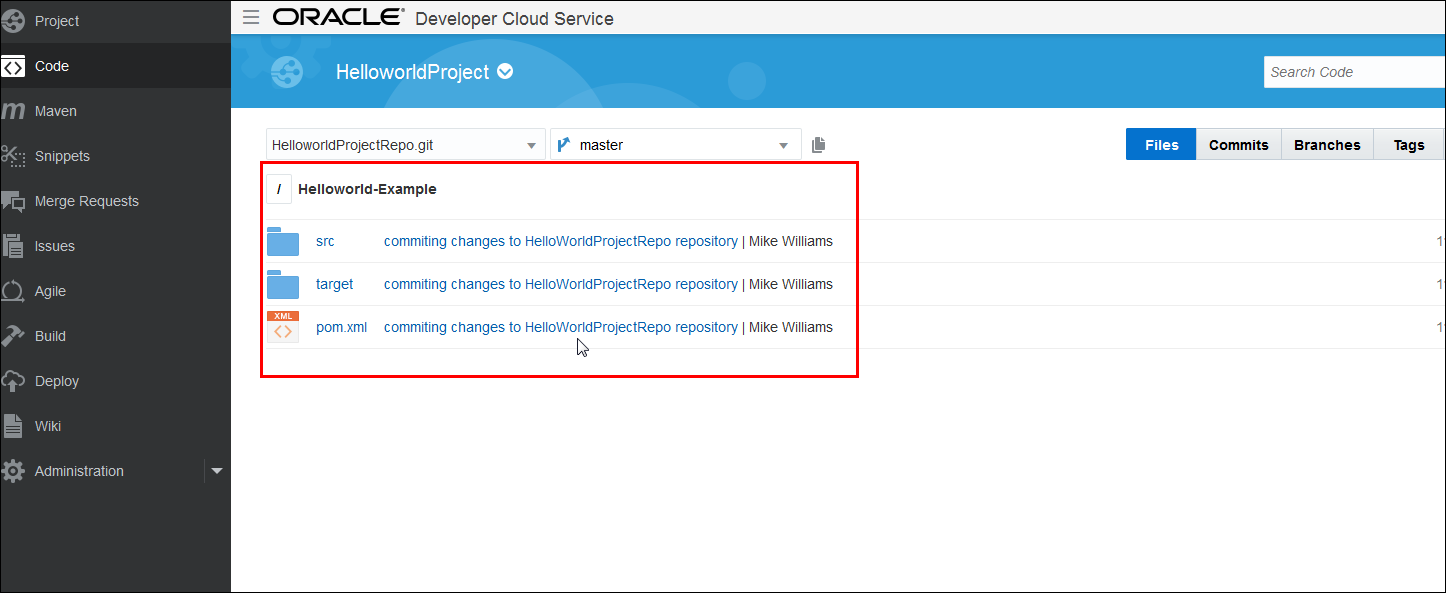 Project
Code
Maven
Snippets
Merge Requests
Issues
Agile
Build
Deploy
Wiki
Administration
ORACLE® Developer Cloud Service
HelloworldProject
Search Code
HelloworldProjectRepo.git master
Files Commits Branches Tags
/ Helloworld-Example
src commiting changes to HelloWorldProjectRepo repository | Mike Williams
target commiting changes to HelloWorldProjectRepo repository | Mike Williams
XML
pom.xml commiting changes to HelloWorldProjectRepo repository | Mike Williams